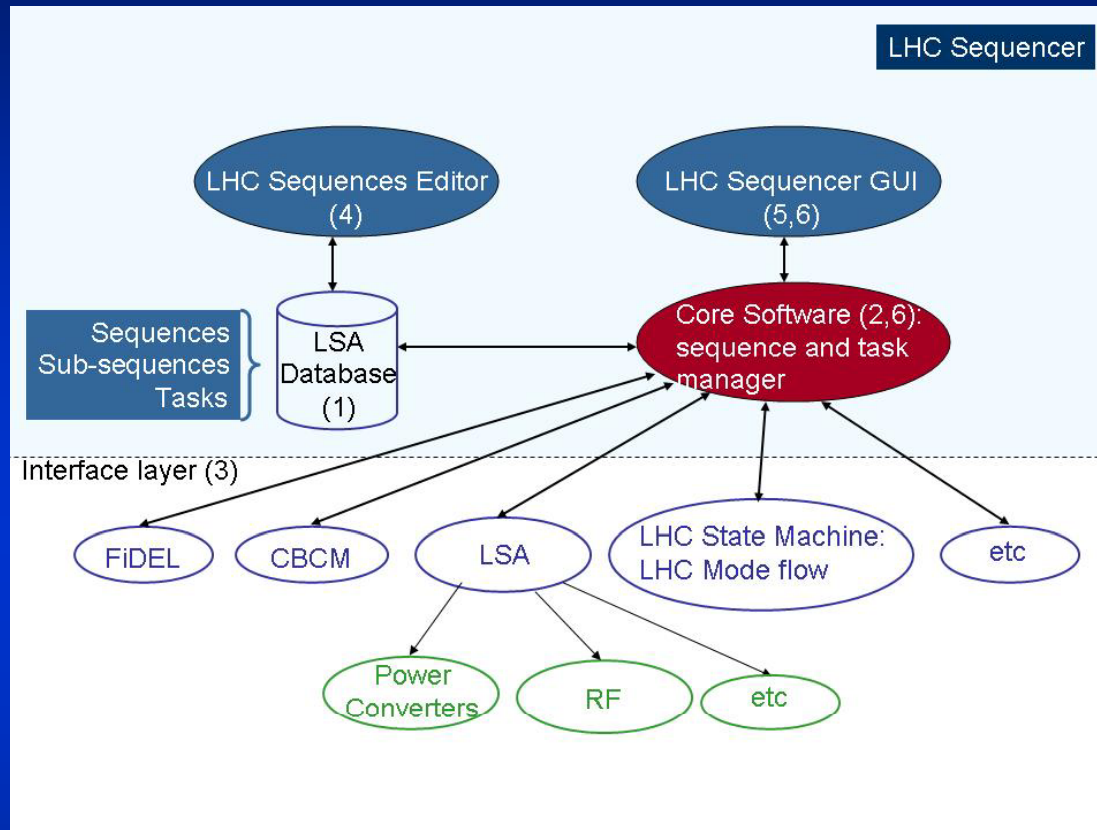 LHC Sequencer
LHC Sequences Editor
(4)
LHC Sequencer GUI
(5,6)
Sequences
Sub-sequences
Tasks
LSA
Database
(1)
Core Software (2,6):
sequence and task
manager
Interface layer (3)
FiDEL
CBCM
LSA
LHC State Machine:
LHC Mode flow
etc
Power
Converters
RF
etc